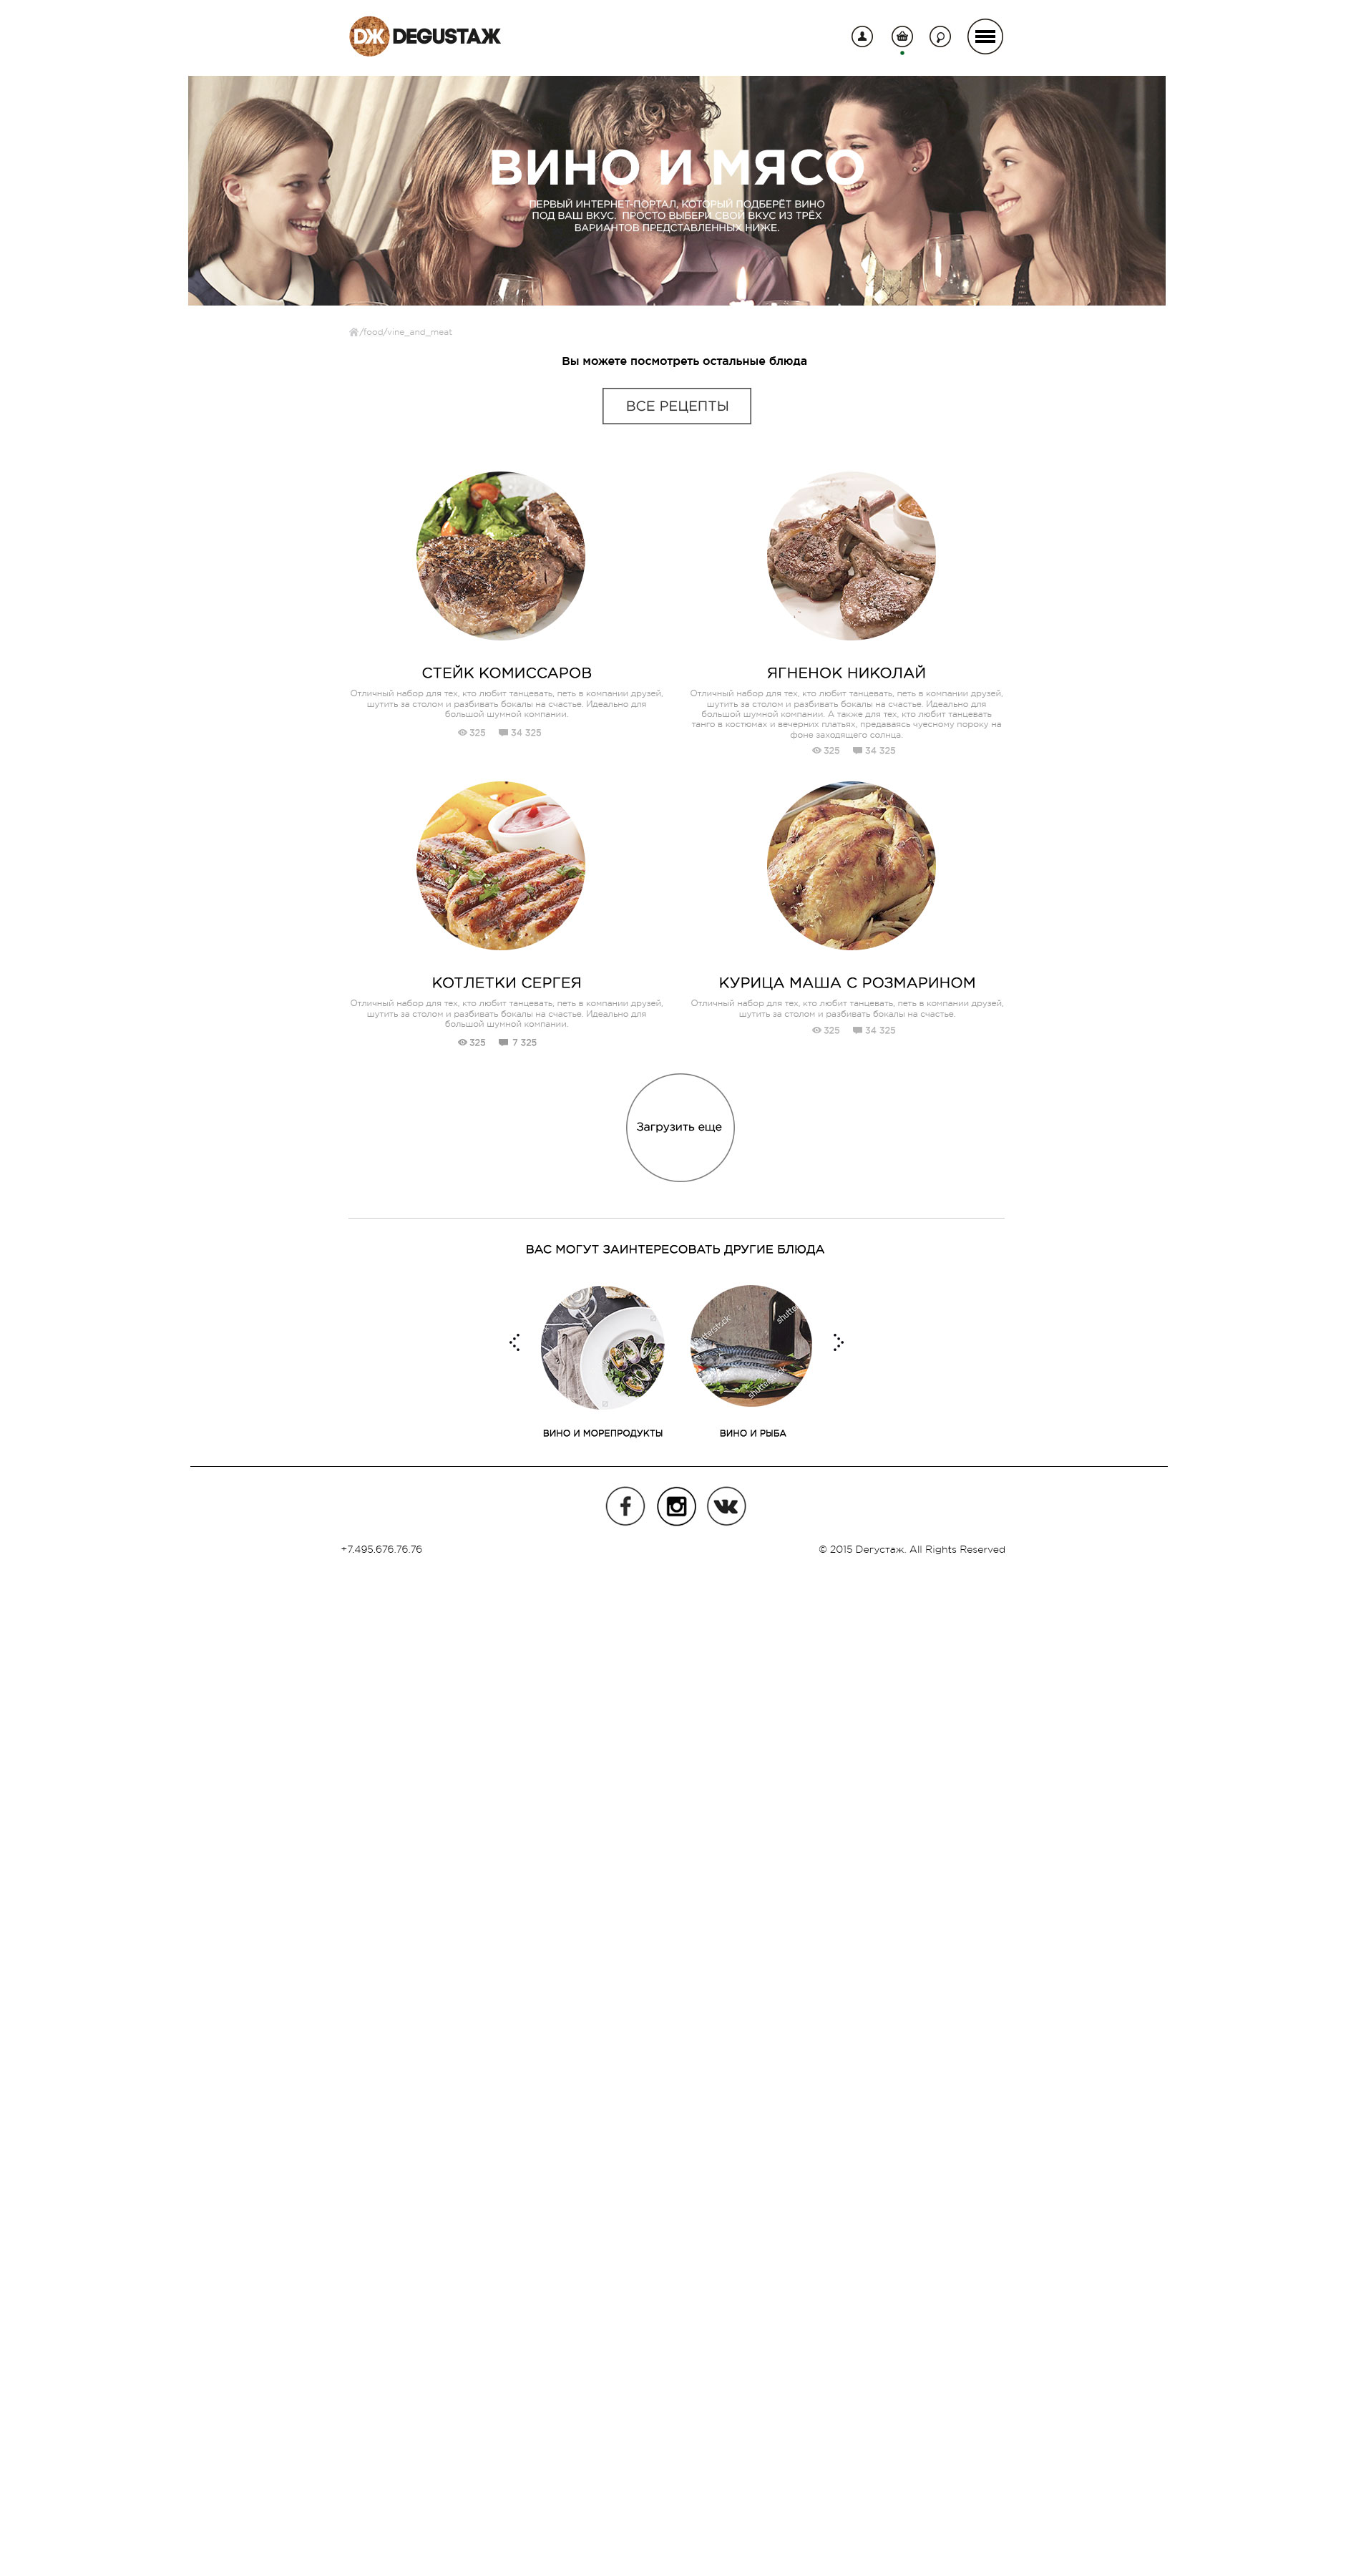 DЖ DEGUSTAЖ
ВИНО И МЯСО
ПЕРВЫЙ ИНТЕРНЕТ-ПОРТАЛ, КОТОРЫЙ ПОДБЕРЁТ ВИНО
ПОД ВАШ ВКУС. ПРОСТО ВЫБЕРИ СВОЙ ВКУС ИЗ ТРЁХ
ВАРИАНТОВ ПРЕДСТАВЛЕННЫХ НИЖЕ.
/food/vine_and_meat
Вы можете посмотреть остальные блюда
ВСЕ РЕЦЕПТЫ
СТЕЙК КОМИССАРОВ
Отличный набор для тех, кто любит танцевать, петь в компании друзей,
шутить за столом и разбивать бокалы на счастье. Идеально для
большой шумной компании.
325 34 325
ЯГНЕНОК НИКОЛАЙ
Отличный набор для тех, кто любит танцевать, петь в компании друзей,
шутить за столом и разбивать бокалы на счастье. Идеально для
большой шумной компании. А также для тех, кто любит танцевать
танго в костюмах и вечерних платьях, предаваясь чуесному пороку на
фоне заходящего солнца.
325 34 325
КОТЛЕТКИ СЕРГЕЯ
Отличный набор для тех, кто любит танцевать, петь в компании друзей,
шутить за столом и разбивать бокалы на счастье. Идеально для
большой шумной компании.
325 7 325
КУРИЦА МАША С РОЗМАРИНОМ
Отличный набор для тех, кто любит танцевать, петь в компании друзей,
шутить за столом и разбивать бокалы на счастье.
325 34 325
Загрузить еще
ВАС МОГУТ ЗАИНТЕРЕСОВАТЬ ДРУГИЕ БЛЮДА
ВИНО И МОРЕПРОДУКТЫ
ВИНО И РЫБА
+7.495.676.76.76
© 2015 Dегустаж. All Rights Reserved